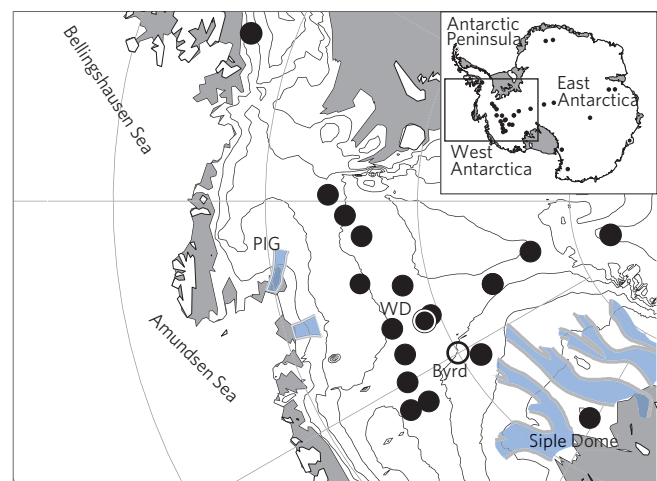 Antarctic
Peninsula
East
Antarctica
West
Antarctica
Bellingshausen Sea
PIG
WD
Amundsen Sea
Byrd
Siple Dome